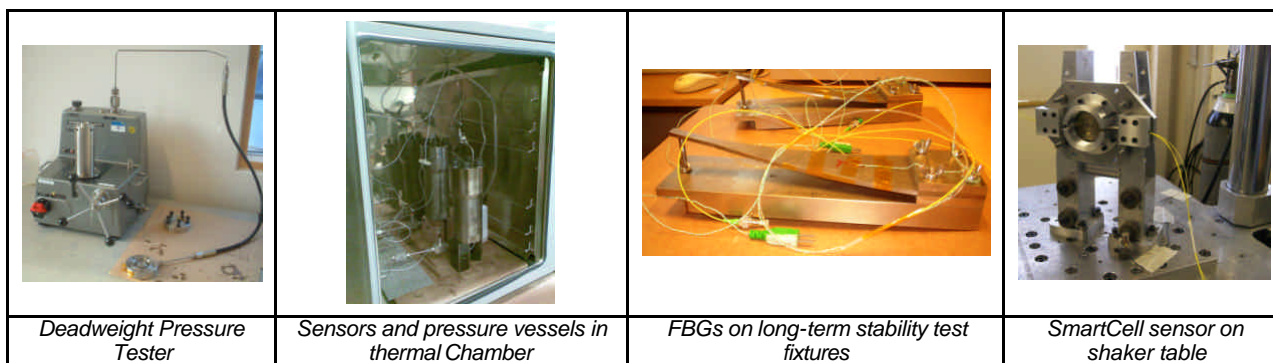 Deadweight Pressure
Tester
Sensors and pressure vessels in
thermal Chamber
FBGs on long-term stability test
fixtures
SmartCell sensor on
shaker table